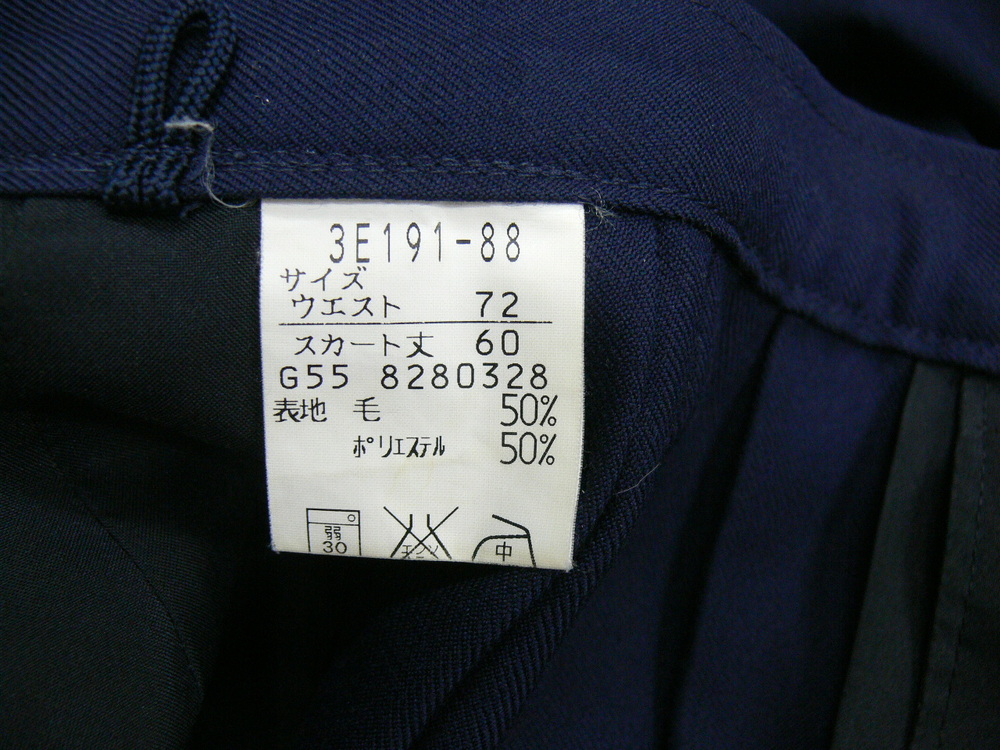 3E191-88
サイズ
ウエスト 72
スカート丈 60
G55 8280328
表地 毛 50%
ポリエステル 50%
弱 中
30 エンソ